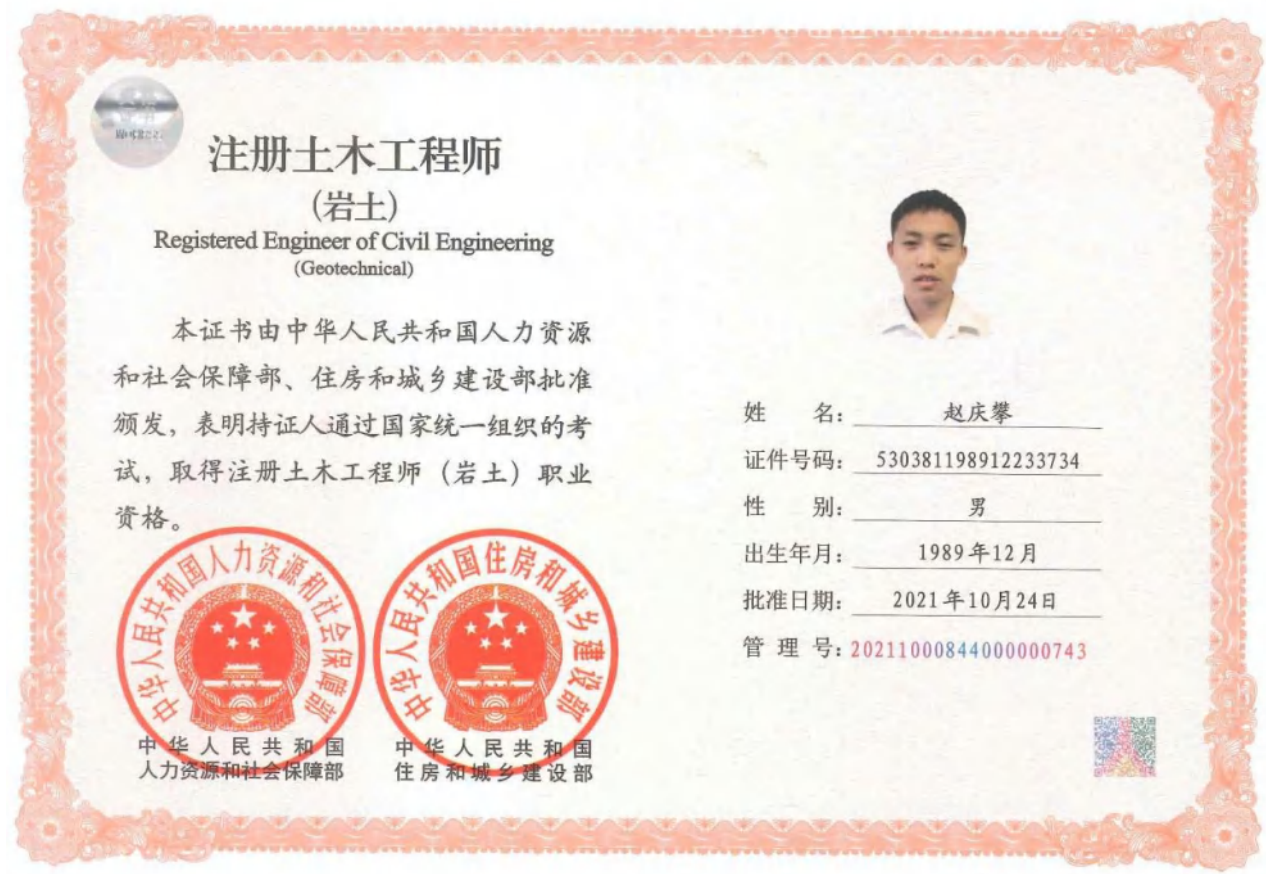 注册土木工程师
（岩土）
Registered Engineer of Civil Engineering
(Geotechnical)
本证书由中华人民共和国人力资源
和社会保障部、住房和城乡建设部批准
颁发，表明持证人通过国家统一组织的考
试，取得注册土木工程师（岩土）职业
资格。
中华人民共和国人力资源和社会保障部
中华人民共和国住房和城乡建设部
中华人民共和国
人力资源和社会保障部
中华人民共和国
住房和城乡建设部
姓 名：赵庆攀
证件号码：530381198912233734
性 别：男
出生年月：1989年12月
批准日期：2021年10月24日
管 理 号：20211000844000000743